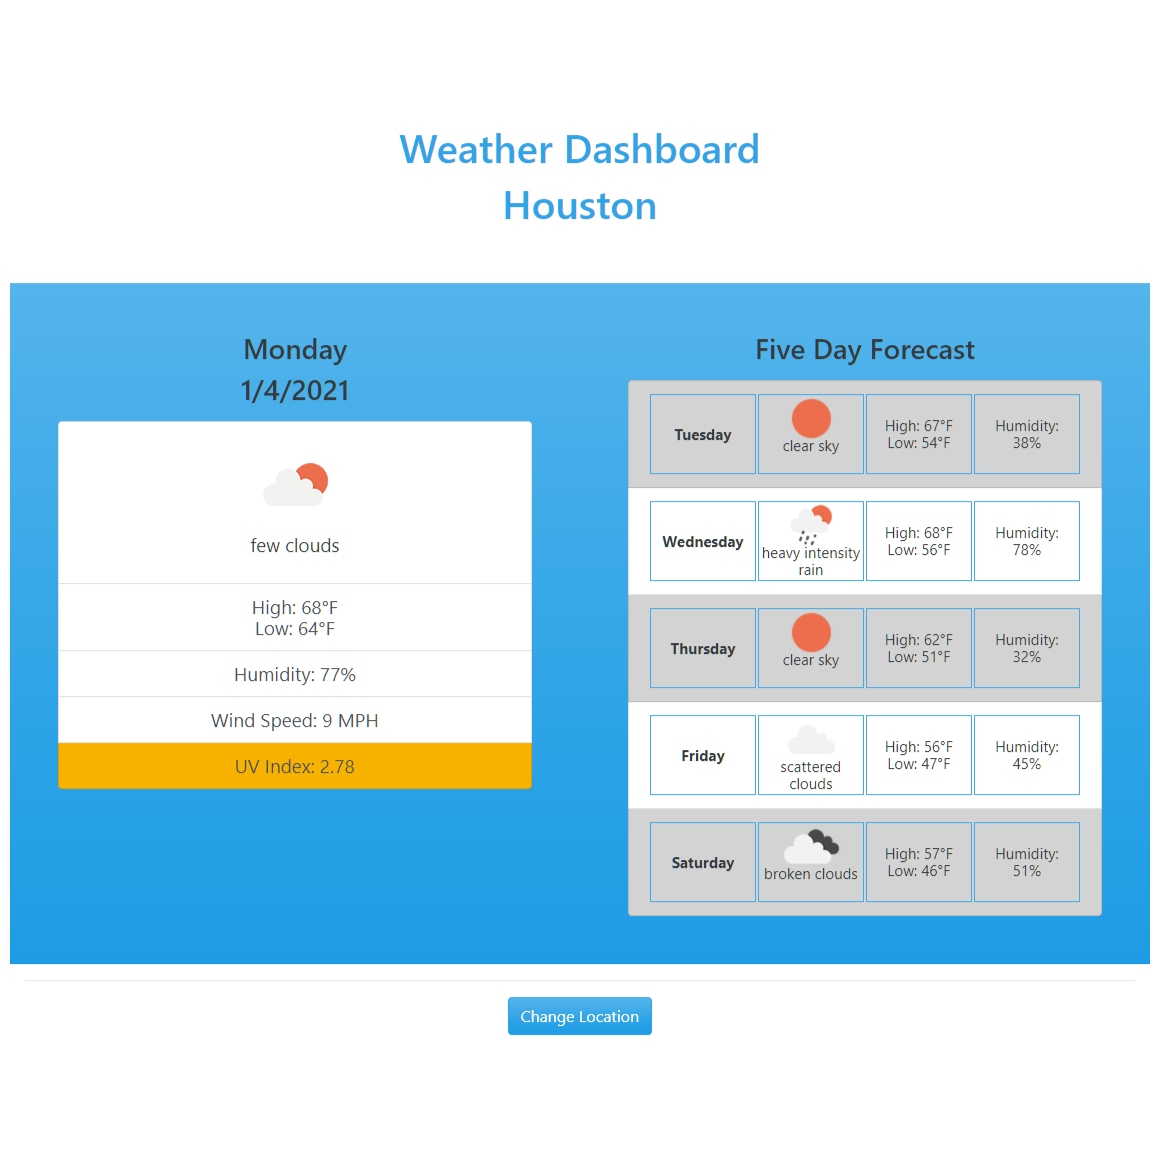 Weather Dashboard
Houston
Monday
1/4/2021
few clouds
High: 68°F
Low: 64°F
Humidity: 77%
Wind Speed: 9 MPH
UV Index: 2.78
Five Day Forecast
Tuesday
clear sky
High: 67°F
Low: 54°F
Humidity:
38%
Wednesday
heavy intensity
rain
High: 68°F
Low: 56°F
Humidity:
78%
Thursday
clear sky
High: 62°F
Low: 51°F
Humidity:
32%
Friday
scattered
clouds
High: 56°F
Low: 47°F
Humidity:
45%
Saturday
broken clouds
High: 57°F
Low: 46°F
Humidity:
51%
Change Location